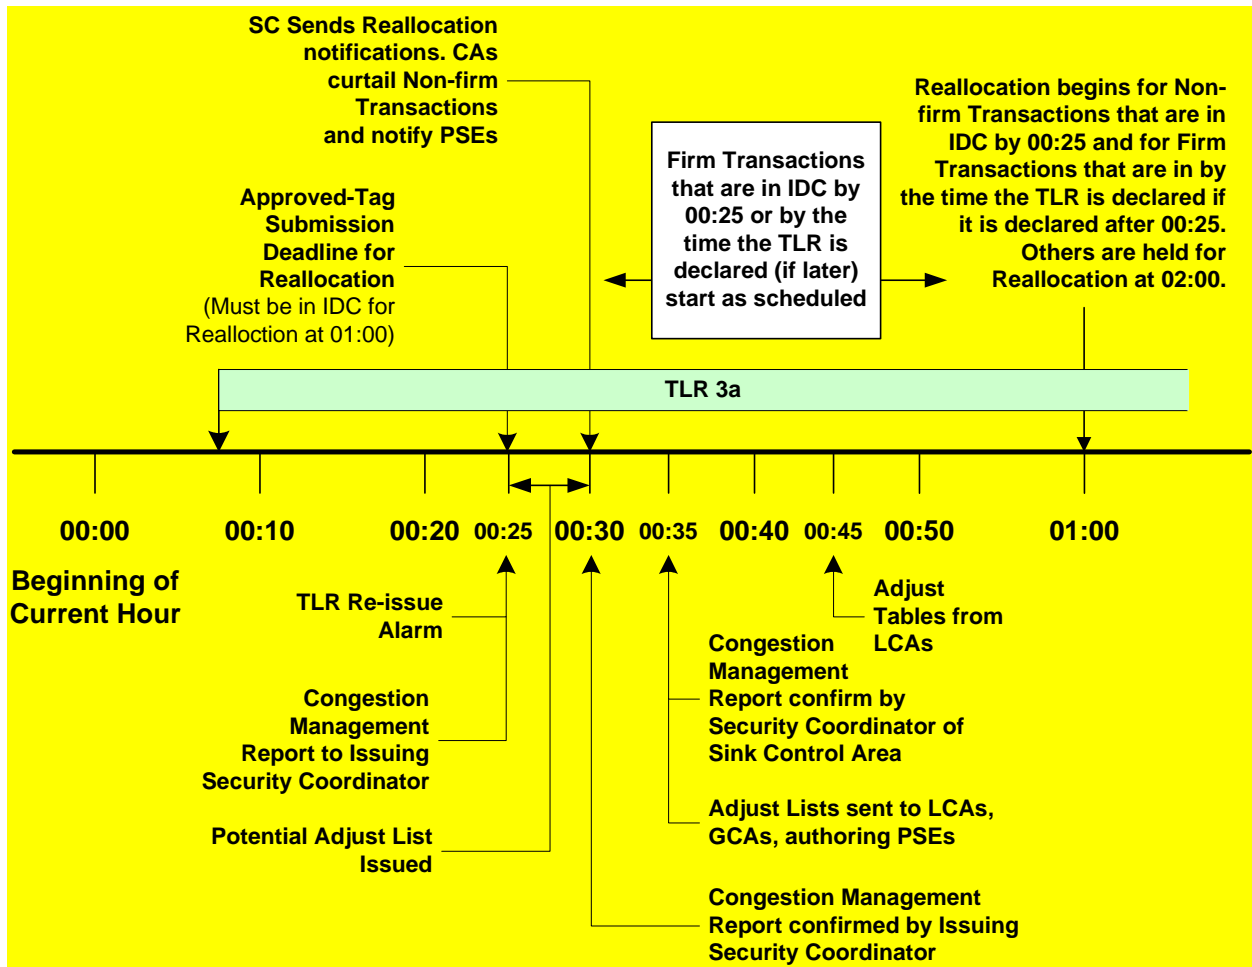 SC Sends Reallocation
notifications. CAs
curtail Non-firm
Transactions
and notify PSEs
Reallocation begins for Non-
firm Transactions that are in
IDC by 00:25 and for Firm
Transactions that are in by
the time the TLR is declared if
it is declared after 00:25.
Others are held for
Reallocation at 02:00.
Firm Transactions
that are in IDC by
00:25 or by the
time the TLR is
declared (if later)
start as scheduled
Approved-Tag
Submission
Deadline for
Reallocation
(Must be in IDC for
Realloction at 01:00)
TLR 3a
00:00
00:10
00:20
00:25
00:30
00:35
00:40
00:45
00:50
01:00
Beginning of
Current Hour
TLR Re-issue
Alarm
Adjust
Tables from
LCAs
Congestion
Management
Report to Issuing
Security Coordinator
Congestion
Management
Report confirm by
Security Coordinator of
Sink Control Area
Potential Adjust List
Issued
Adjust Lists sent to LCAs,
GCAs, authoring PSEs
Congestion Management
Report confirmed by Issuing
Security Coordinator